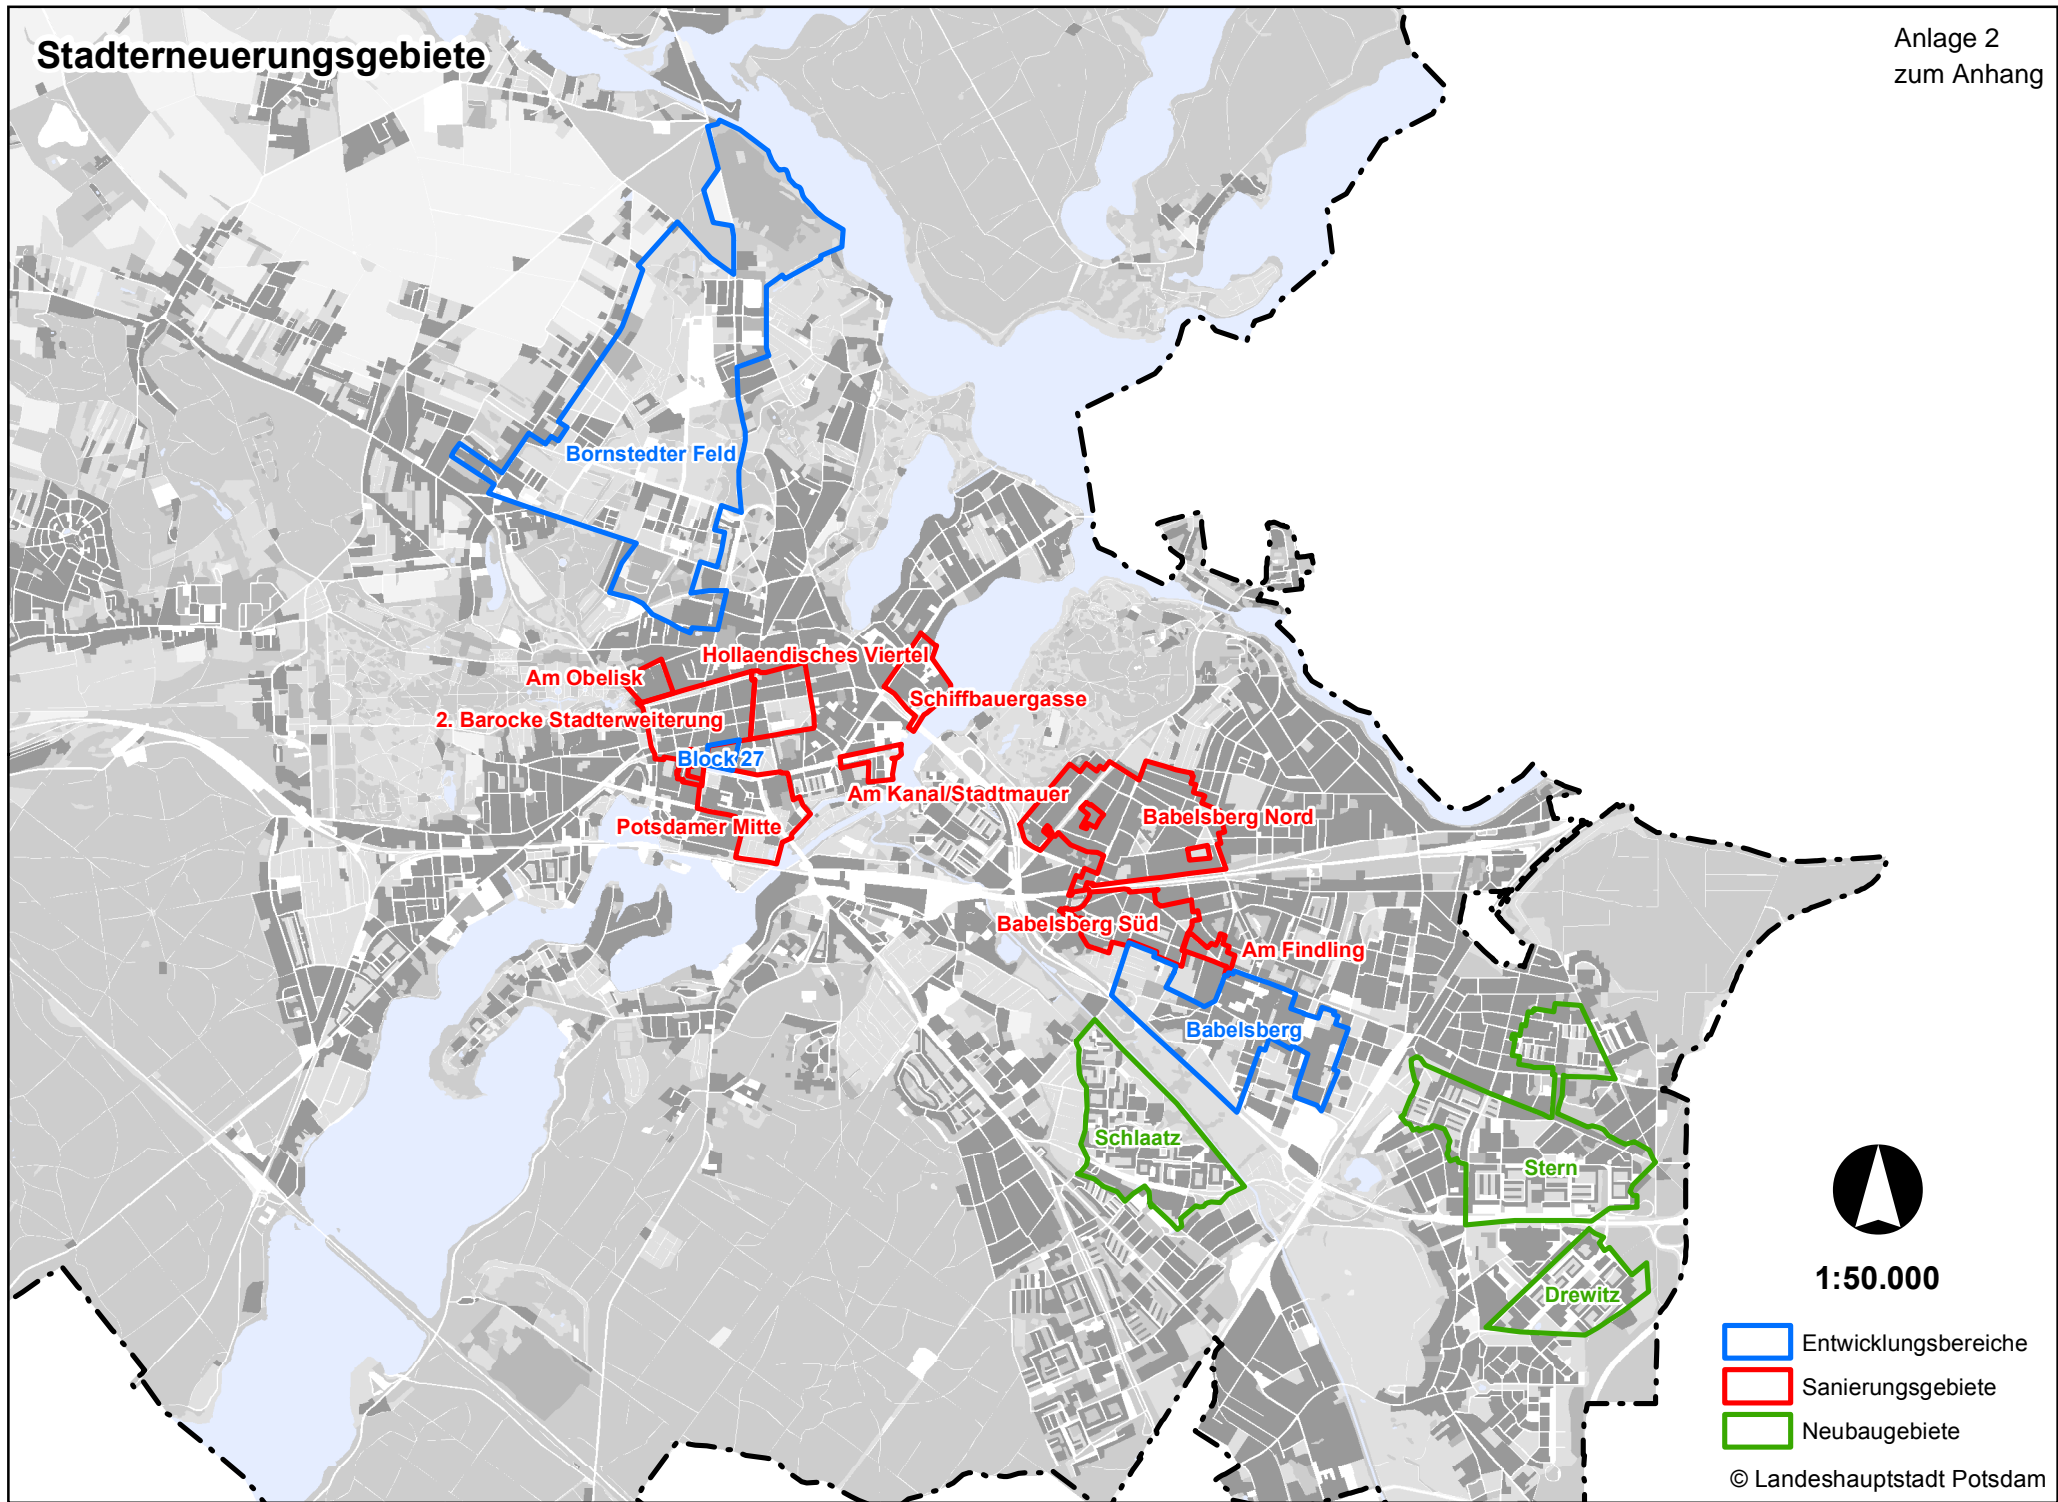 Stadterneuerungsgebiete
Anlage 2
zum Anhang
Bornstedter Feld
Hollaendisches Viertel
Am Obelisk
Schiffbauergasse
2. Barocke Stadterweiterung
Block 27
Am Kanal/Stadtmauer
Potsdamer Mitte
Babelsberg Nord
Babelsberg Süd
Am Findling
Babelsberg
Schlaatz
Stern
Drewitz
1:50.000
Entwicklungsbereiche
Sanierungsgebiete
Neubaugebiete
© Landeshauptstadt Potsdam